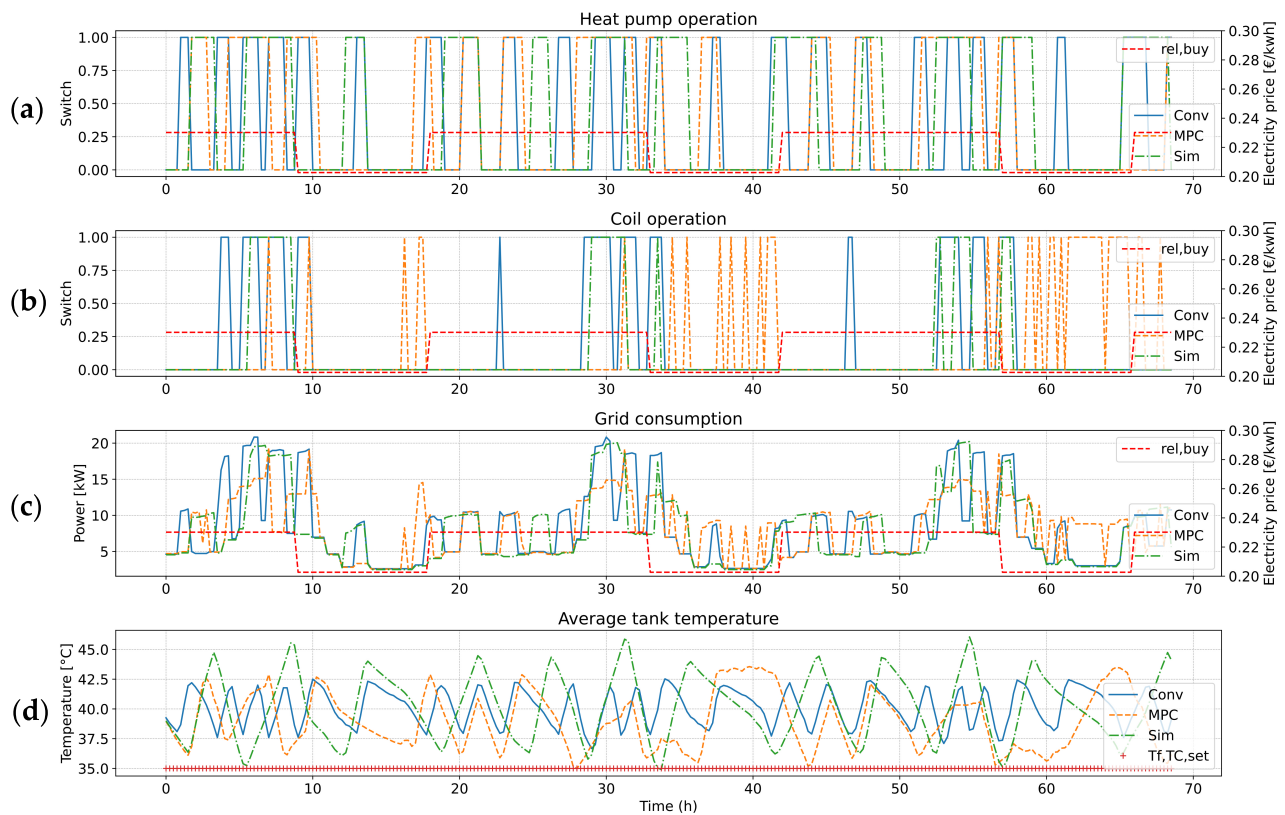 Heat pump operation
(a)
Switch
1.00
0.75
0.50
0.25
0.00
rel,buy
Conv
MPC
Sim
0.30
0.28
0.26
0.24
0.22
0.20
Electricity price [€/kwh]
0 10 20 30 40 50 60 70
Coil operation
(b)
Switch
1.00
0.75
0.50
0.25
0.00
rel,buy
Conv
MPC
Sim
0.30
0.28
0.26
0.24
0.22
0.20
Electricity price [€/kwh]
0 10 20 30 40 50 60 70
Grid consumption
(c)
Power [kW]
20
15
10
5
rel,buy
Conv
MPC
Sim
0.30
0.28
0.26
0.24
0.22
0.20
Electricity price [€/kwh]
0 10 20 30 40 50 60 70
Average tank temperature
(d)
Temperature [°C]
45.0
42.5
40.0
37.5
35.0
Conv
MPC
Sim
Tf,TC,set
0 10 20 30 40 50 60 70
Time (h)